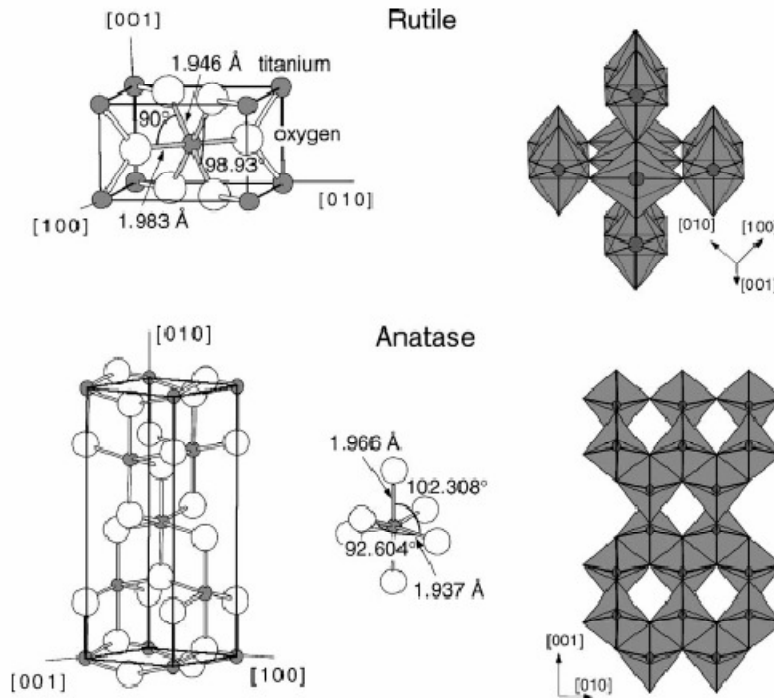 Rutile
[001]
1.946 Å titanium
90°
oxygen
98.93°
[010]
[100]
1.983 Å
[010] [100]
[001]
Anatase
[010]
1.966 Å
102.308°
92.604°
1.937 Å
[001] [100]
[001]
[010]